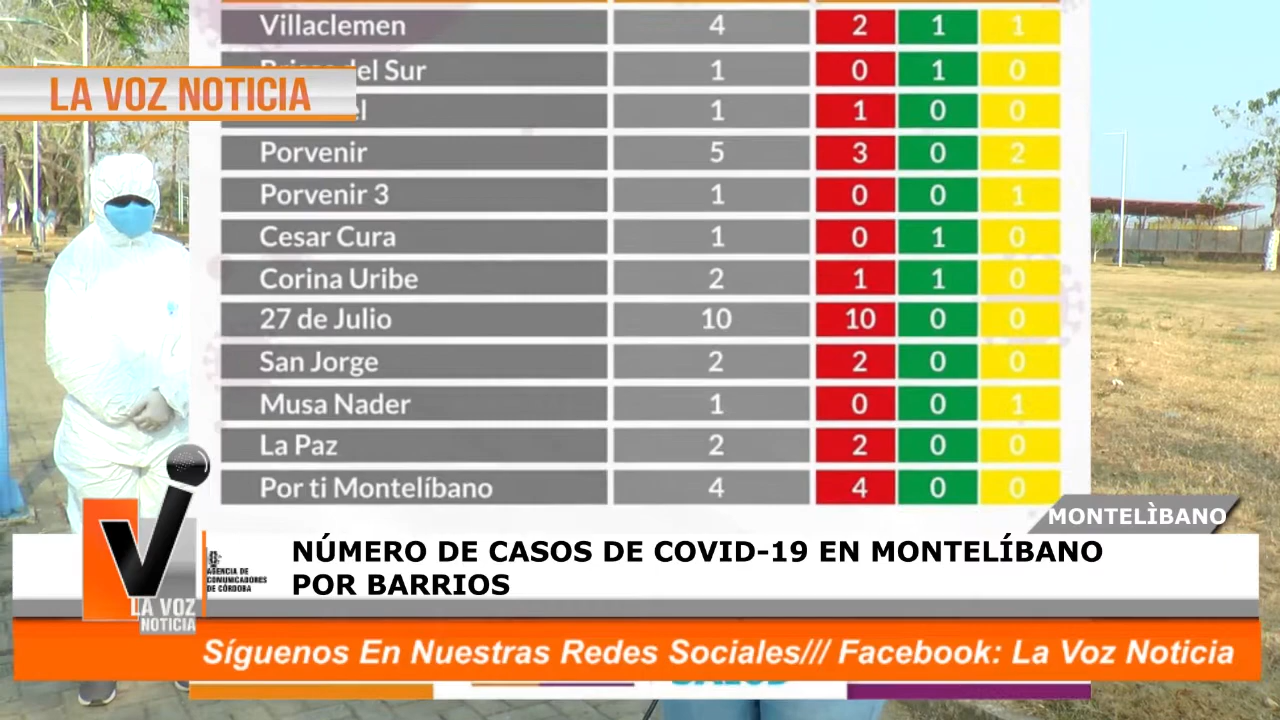 Villaclemen 4 2 1 1
del Sur 1 0 1 0
LA VOZ NOTICIA
1 1 0 0
Porvenir 5 3 0 2
Porvenir 3 1 0 0 1
Cesar Cura 1 0 1 0
Corina Uribe 2 1 1 0
27 de Julio 10 10 0 0
San Jorge 2 2 0 0
Musa Nader 1 0 0 1
La Paz 2 2 0 0
Por ti Montelíbano 4 4 0 0
MONTELÌBANO
NÚMERO DE CASOS DE COVID-19 EN MONTELÍBANO
POR BARRIOS
AGENCIA DE
COMUNICADORES
DE CÓRDOBA
V
LA VOZ
NOTICIA
Síguenos En Nuestras Redes Sociales/// Facebook: La Voz Noticia